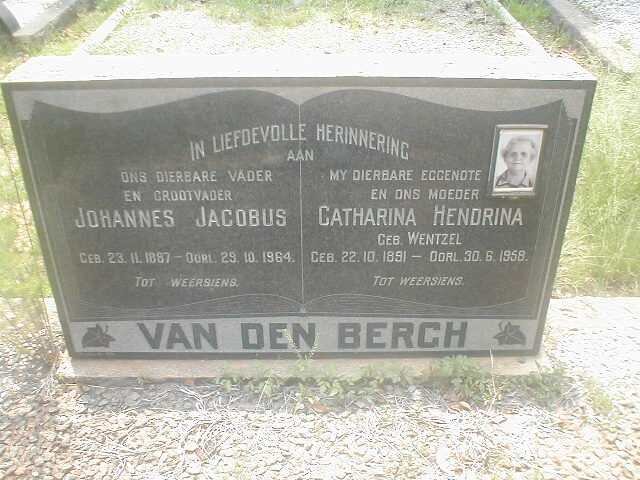 IN LIEFDEVOLLE HERINNERING
AAN
ONS DIERBARE VADER
EN GROOTVADER
JOHANNES JACOBUS
GEB. 23. 11. 1887 – OORL. 29. 10. 1964.
TOT WEERSIENS.
MY DIERBARE EGGENOTE
EN ONS MOEDER
CATHARINA HENDRINA
GEB. WENTZEL
GEB. 22. 10. 1891 – OORL. 30. 6. 1958.
TOT WEERSIENS.
VAN DEN BERGH